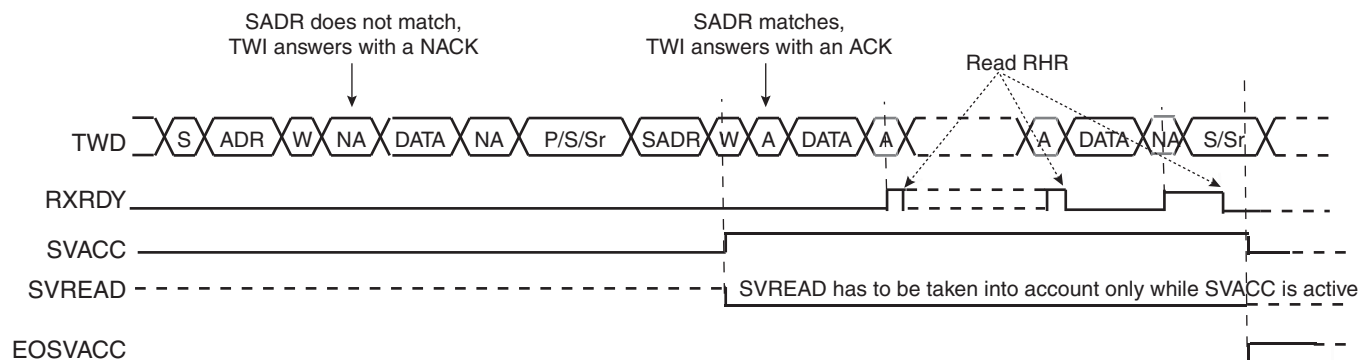 SADR does not match,
TWI answers with a NACK
SADR matches,
TWI answers with an ACK
Read RHR
TWD S ADR W NA DATA NA P/S/Sr SADR W A DATA A A DATA NA S/Sr
RXRDY
SVACC
SVREAD SVREAD has to be taken into account only while SVACC is active
EOSVACC